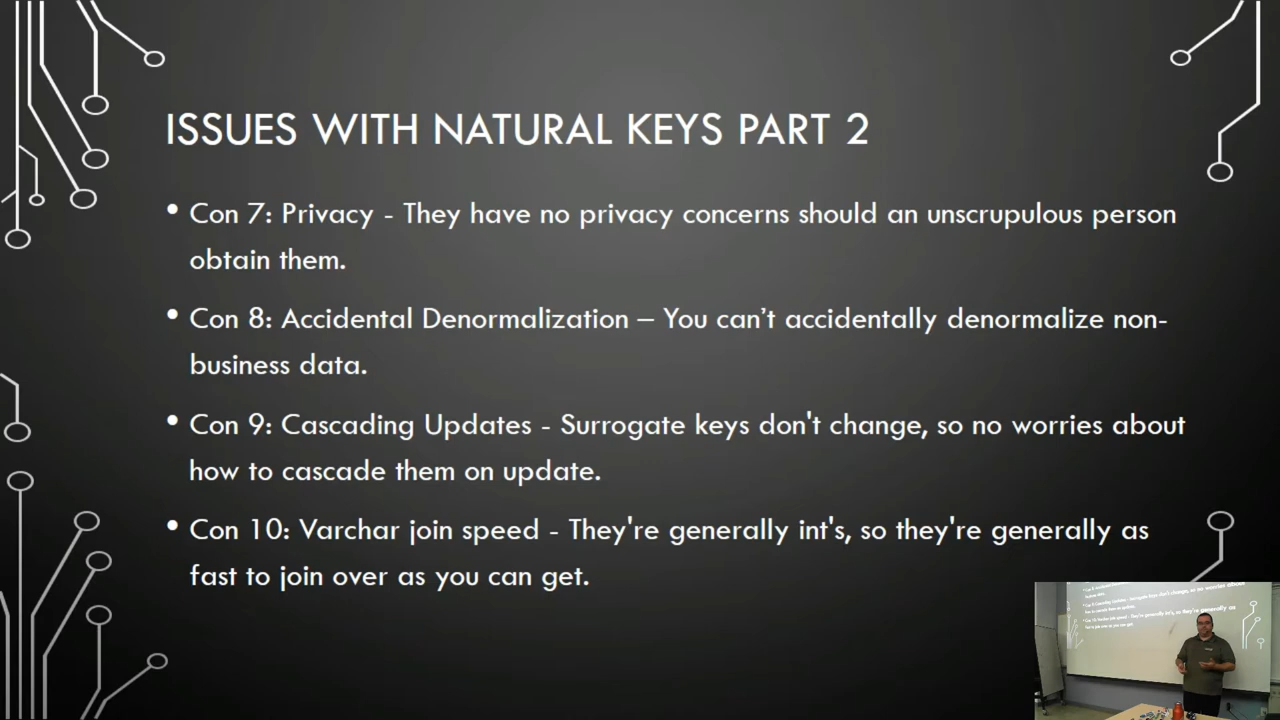 ISSUES WITH NATURAL KEYS PART 2
• Con 7: Privacy - They have no privacy concerns should an unscrupulous person
obtain them.
• Con 8: Accidental Denormalization – You can't accidentally denormalize non-
business data.
• Con 9: Cascading Updates - Surrogate keys don't change, so no worries about
how to cascade them on update.
• Con 10: Varchar join speed - They're generally int's, so they're generally as
fast to join over as you can get.